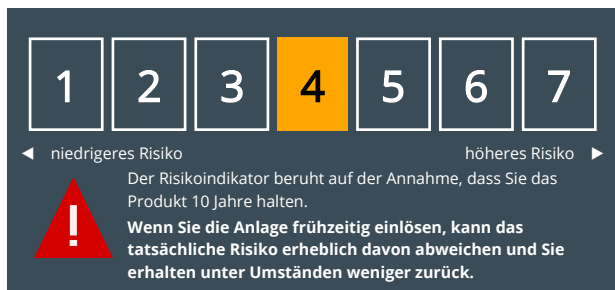 1 2 3 4 5 6 7
niedrigeres Risiko höheres Risiko
Der Risikoindikator beruht auf der Annahme, dass Sie das
Produkt 10 Jahre halten.
!
Wenn Sie die Anlage frühzeitig einlösen, kann das
tatsächliche Risiko erheblich davon abweichen und Sie
erhalten unter Umständen weniger zurück.